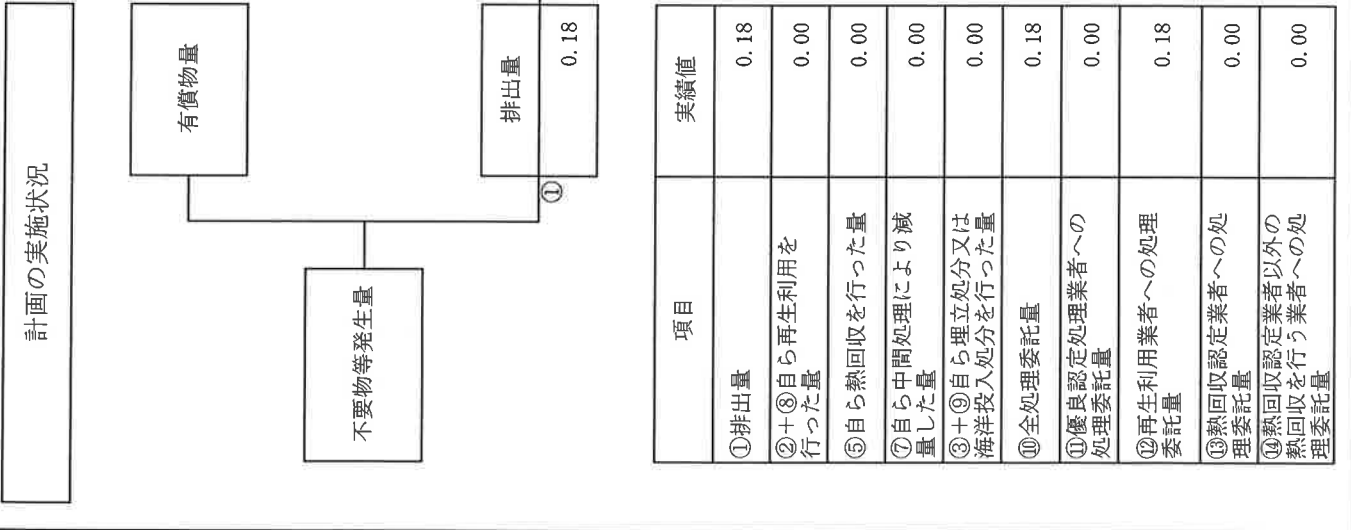 計画の実施状況
有償物量
不要物等発生量
①
排出量
0.18
項目
実績値
①排出量
0.18
②+⑧自ら再生利用を
行った量
0.00
⑤自ら熱回収を行った量
0.00
⑦自ら中間処理により減
量した量
0.00
③+⑨自ら埋立処分又は
海洋投入処分を行った量
0.00
⑩全処理委託量
0.18
⑪優良認定処理業者への
処理委託量
0.00
⑫再生利用業者への処理
委託量
0.18
⑬熱回収認定業者への処
理委託量
0.00
⑭熱回収認定業者以外の
熱回収を行う業者への処
理委託量
0.00